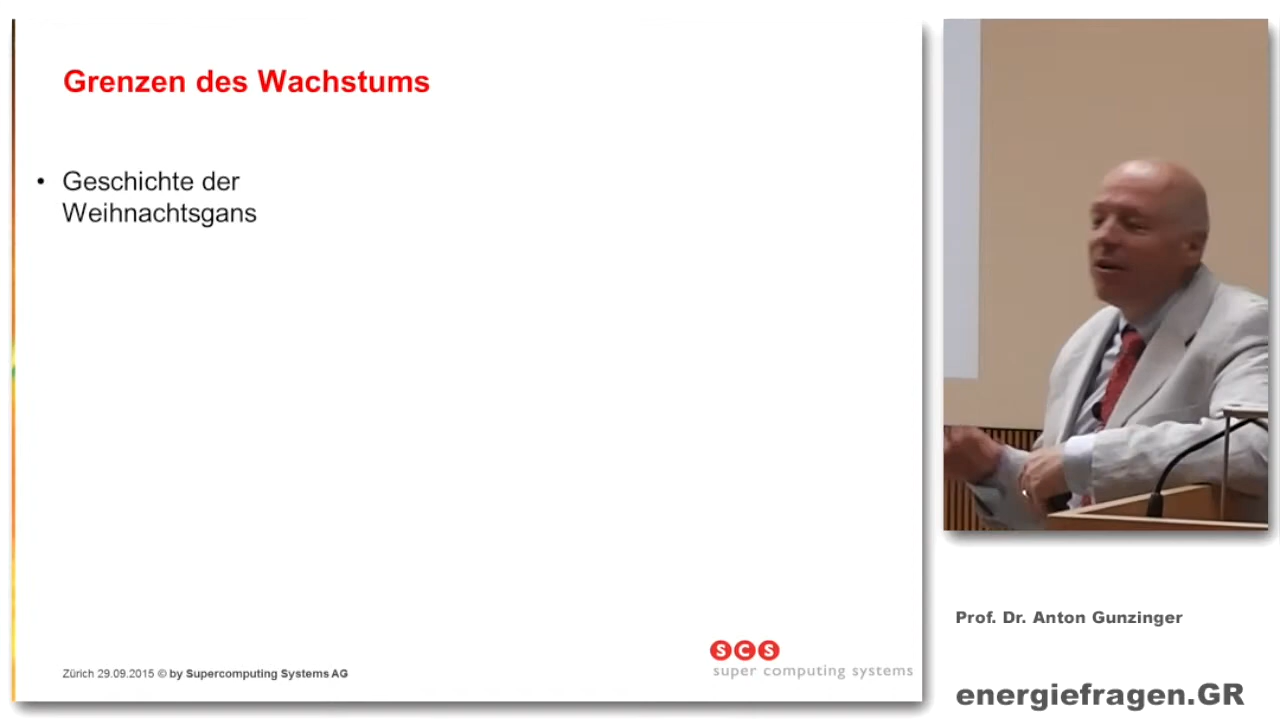 Grenzen des Wachstums
• Geschichte der
Weihnachtsgans
Zürich 29.09.2015 © by Supercomputing Systems AG
SCS
super computing systems
Prof. Dr. Anton Gunzinger
energiefragen.GR